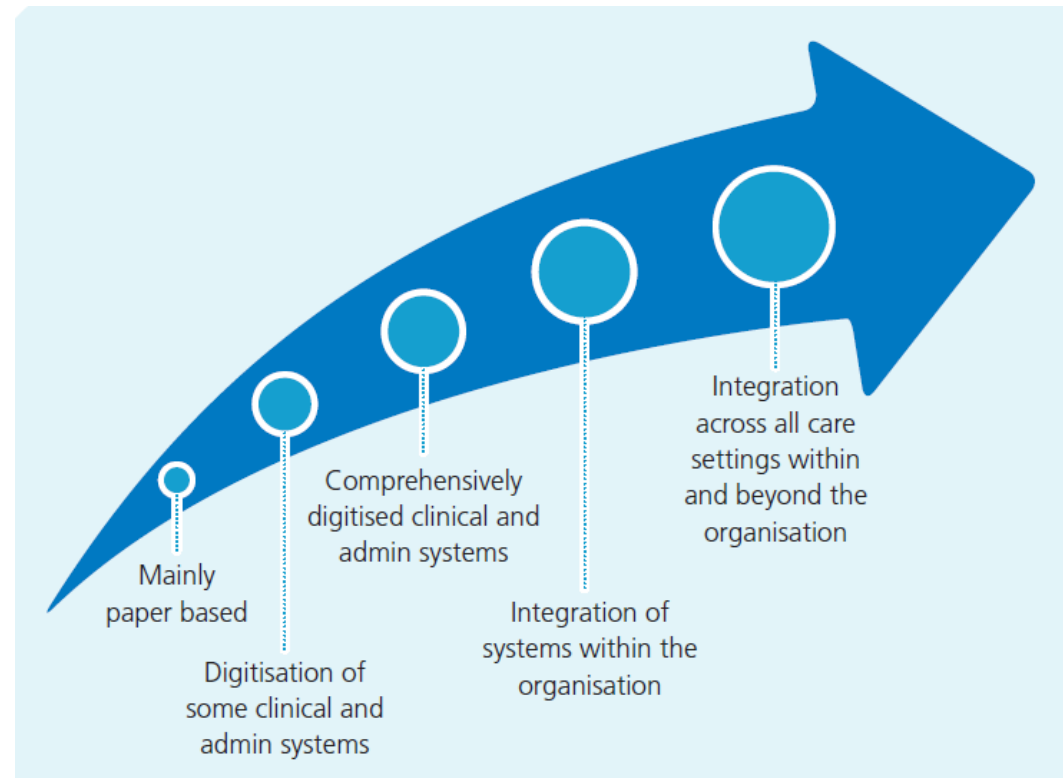 Mainly
paper based
Digitisation of
some clinical and
admin systems
Comprehensively
digitised clinical and
admin systems
Integration of
systems within the
organisation
Integration
across all care
settings within
and beyond the
organisation